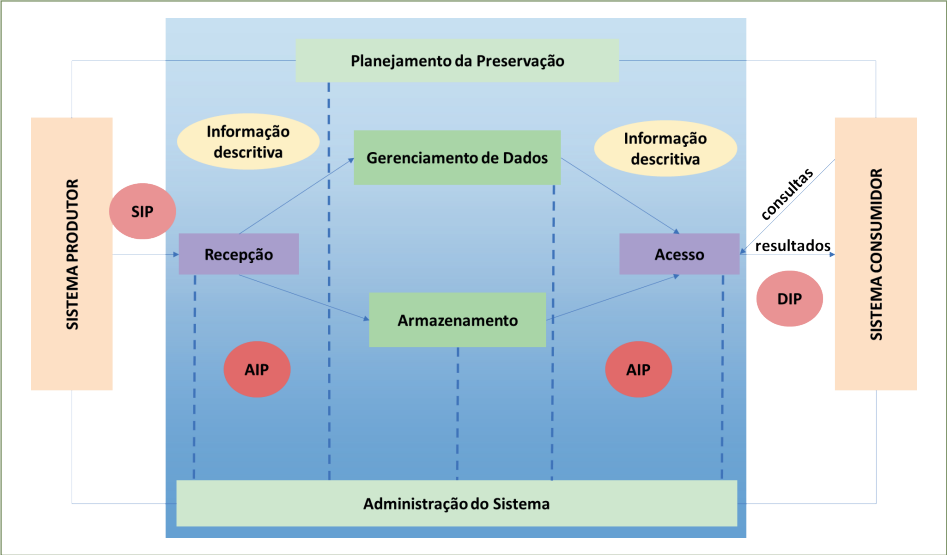 Planejamento da Preservação
Informação
descritiva
Gerenciamento de Dados
Informação
descritiva
SISTEMA PRODUTOR
SIP
Recepção
Acesso
consultas
resultados
SISTEMA CONSUMIDOR
DIP
Armazenamento
AIP
AIP
Administração do Sistema